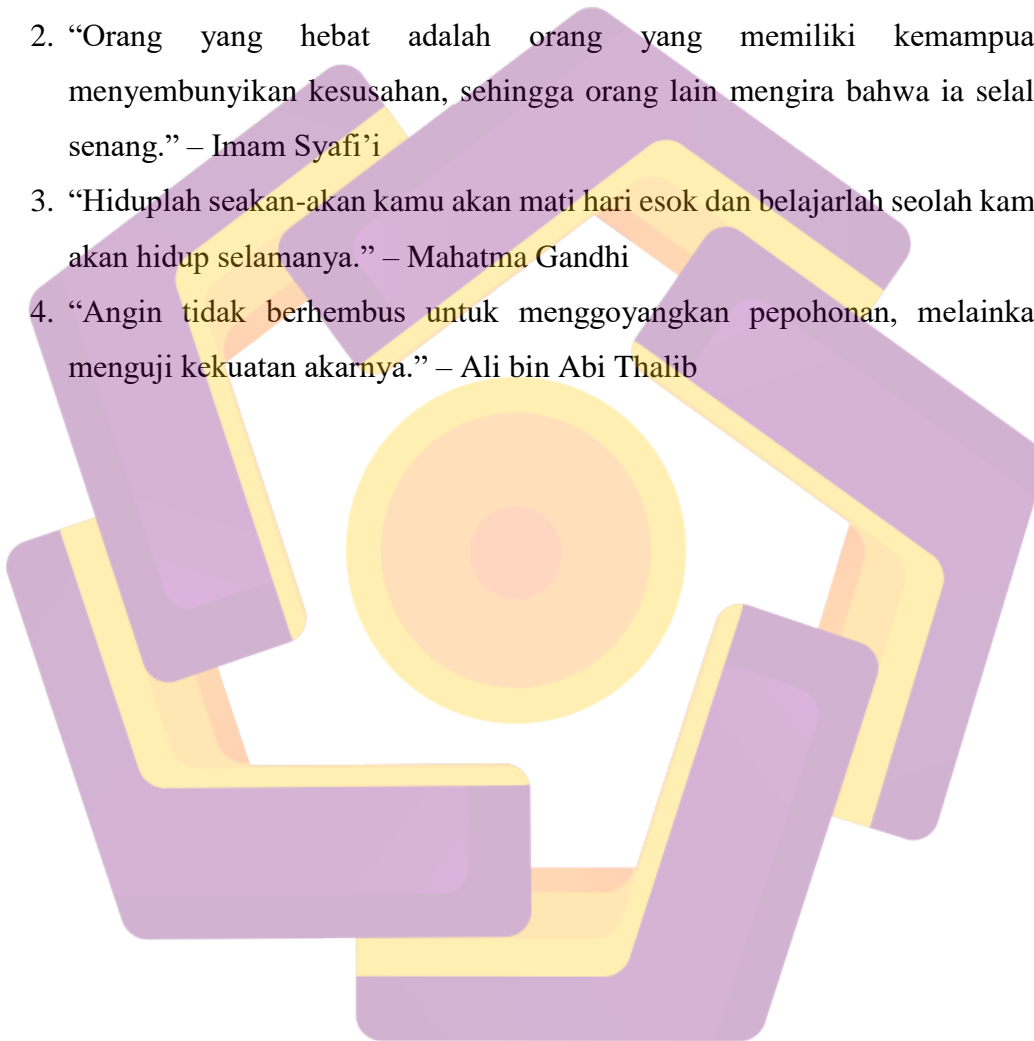 2. “Orang yang hebat adalah orang yang memiliki kemampua
menyembunyikan kesusahan, sehingga orang lain mengira bahwa ia selal
senang.” – Imam Syafi’i
3. “Hiduplah seakan-akan kamu akan mati hari esok dan belajarlah seolah kam
akan hidup selamanya.” – Mahatma Gandhi
4. “Angin tidak berhembus untuk menggoyangkan pepohonan, melainka
menguji kekuatan akarnya.” – Ali bin Abi Thalib